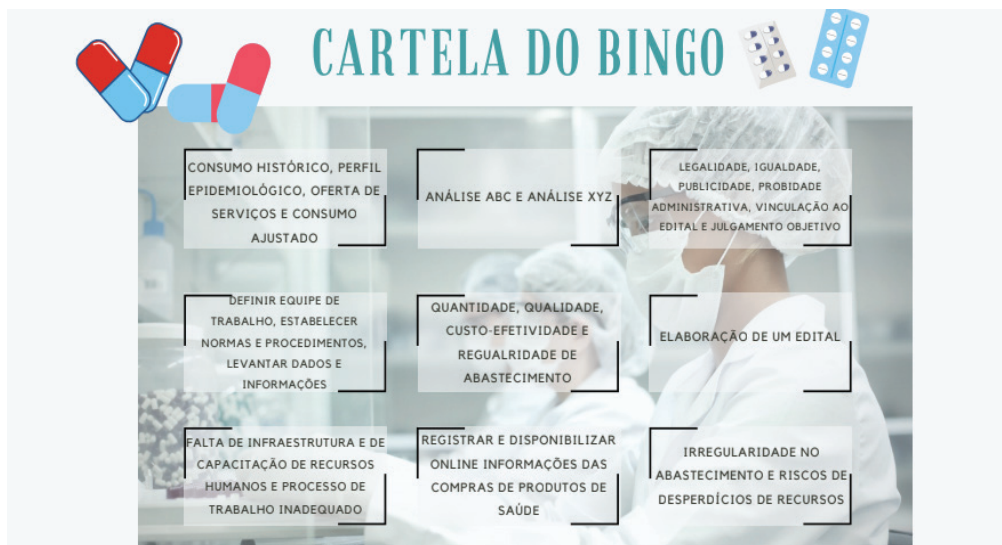 CARTELA DO BINGO
CONSUMO HISTÓRICO, PERFIL
EPIDEMIOLÓGICO, OFERTA DE
SERVIÇOS E CONSUMO
AJUSTADO
ANÁLISE ABC E ANÁLISE XYZ
LEGALIDADE, IGUALDADE,
PUBLICIDADE, PROBIDADE
ADMINISTRATIVA, VINCULAÇÃO AO
EDITAL E JULGAMENTO OBJETIVO
DEFINIR EQUIPE DE
TRABALHO, ESTABELECER
NORMAS E PROCEDIMENTOS,
LEVANTAR DADOS E
INFORMAÇÕES
QUANTIDADE, QUALIDADE,
CUSTO-EFETIVIDADE E
REGUALRIDADE DE
ABASTECIMENTO
ELABORAÇÃO DE UM EDITAL
FALTA DE INFRAESTRUTURA E DE
CAPACITAÇÃO DE RECURSOS
HUMANOS E PROCESSO DE
TRABALHO INADEQUADO
REGISTRAR E DISPONIBILIZAR
ONLINE INFORMAÇÕES DAS
COMPRAS DE PRODUTOS DE
SAÚDE
IRREGULARIDADE NO
ABASTECIMENTO E RISCOS DE
DESPERDÍCIOS DE RECURSOS